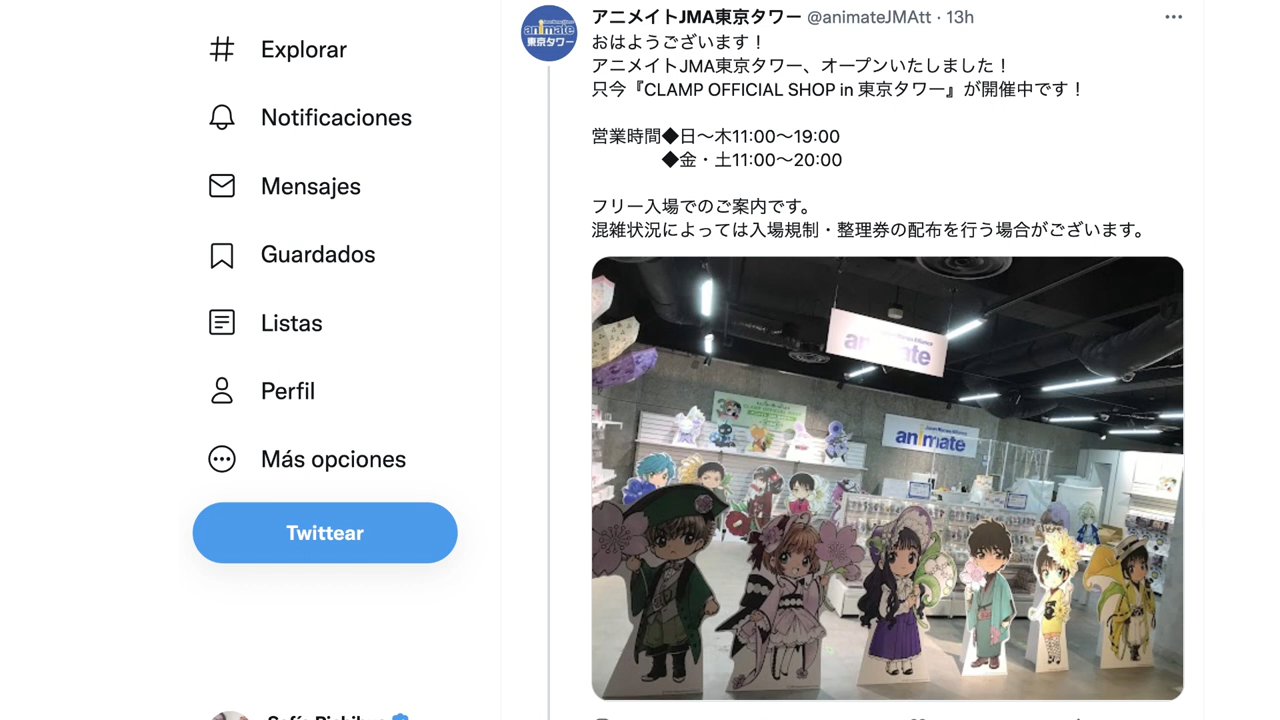 Explorar
Notificaciones
Mensajes
Guardados
Listas
Perfil
Más opciones
Twittear
animate
東京タワー
アニメイトJMA東京タワー @animateJMAtt · 13h
おはようございます！
アニメイトJMA東京タワー、オープンいたしました！
只今『CLAMP OFFICIAL SHOP in 東京タワー』が開催中です！
営業時間◆日〜木11:00〜19:00
◆金・土11:00〜20:00
フリー入場でのご案内です。
混雑状況によっては入場規制・整理券の配布を行う場合がございます。
animate
animate